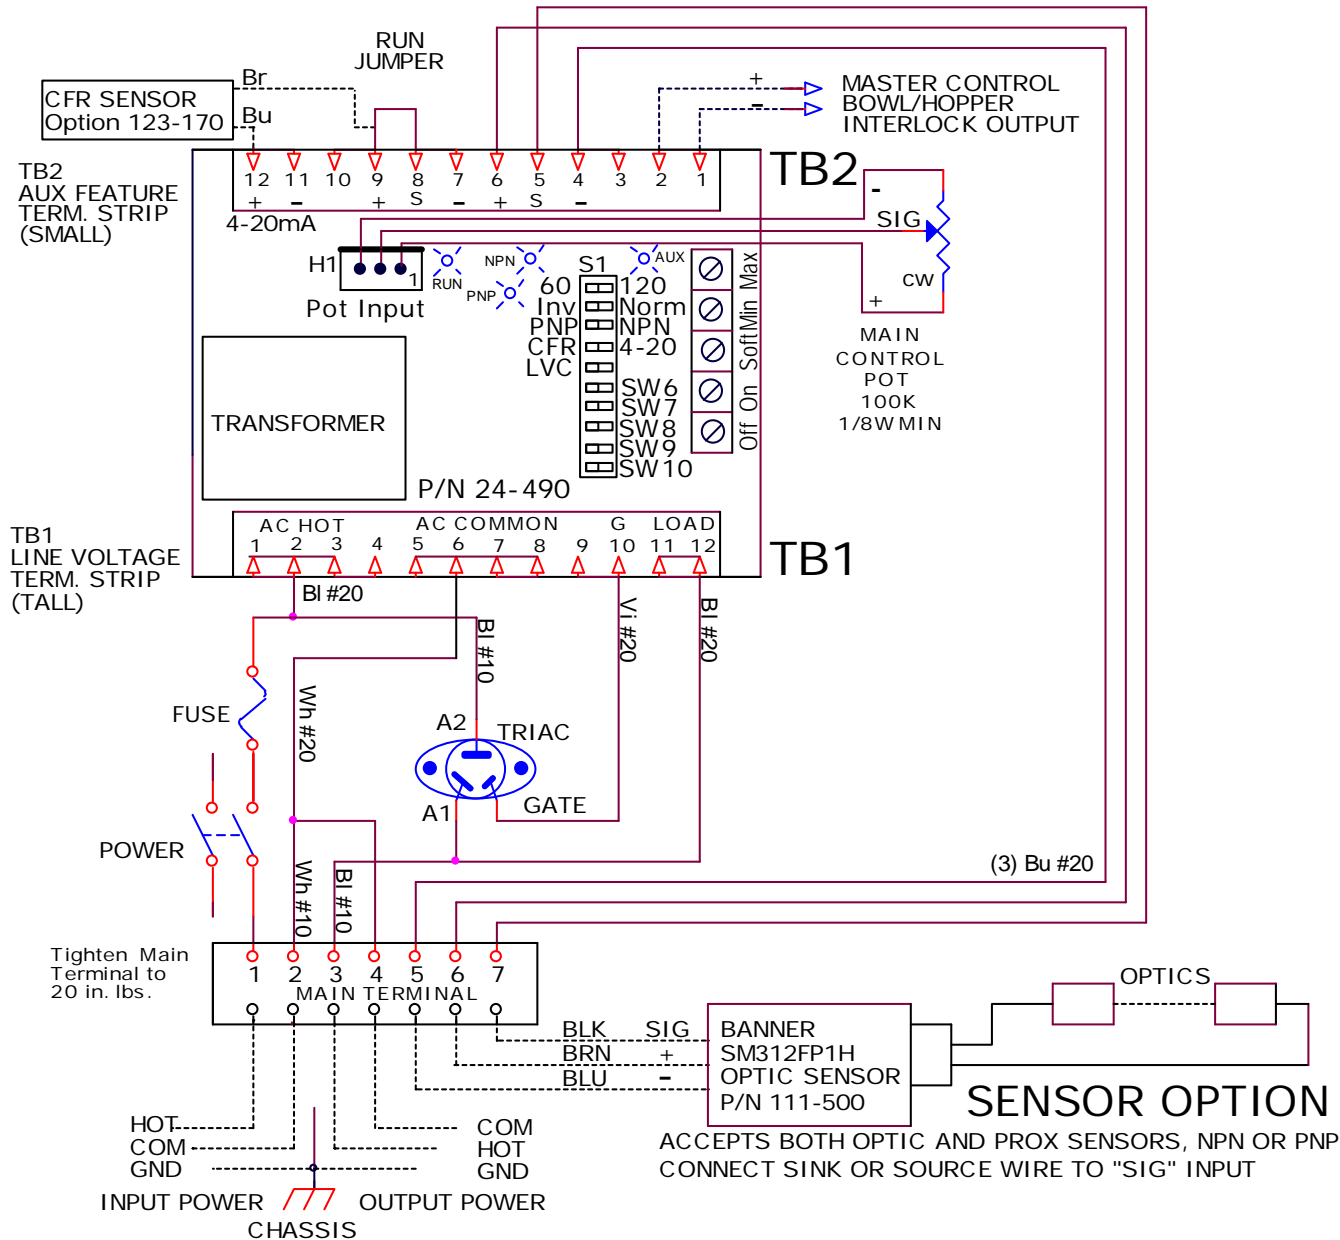 RUN
JUMPER
Br
CFR SENSOR
Option 123-170
Bu
+
-
MASTER CONTROL
BOWL/HOPPER
INTERLOCK OUTPUT
TB2
AUX FEATURE
TERM. STRIP
(SMALL)
12 11 10 9 8 7 6 5 4 3 2 1
+ - + S - + S -
4-20mA
TB2
-
SIG
cw
+
MAIN
CONTROL
POT
100K
1/8W MIN
H1
1
Pot Input
RUN
NPN
PNP
AUX
S1
60 120
Inv Norm
PNP NPN
CFR 4-20
LVC
SW6
SW7
SW8
SW9
SW10
Max
Min
Soft
On
Off
TRANSFORMER
P/N 24-490
TB1
LINE VOLTAGE
TERM. STRIP
(TALL)
AC HOT AC COMMON G LOAD
1 2 3 4 5 6 7 8 9 10 11 12
TB1
Bl #20
Bl #10
Vi #20
Bl #20
Wh #20
FUSE
A2
TRIAC
A1
GATE
POWER
Wh #10
Bl #10
(3) Bu #20
Tighten Main
Terminal to
20 in. lbs.
1 2 3 4 5 6 7
MAIN TERMINAL
BLK SIG
BRN +
BLU -
BANNER
SM312FP1H
OPTIC SENSOR
P/N 111-500
OPTICS
SENSOR OPTION
ACCEPTS BOTH OPTIC AND PROX SENSORS, NPN OR PNP
CONNECT SINK OR SOURCE WIRE TO "SIG" INPUT
HOT
COM
GND
COM
HOT
GND
INPUT POWER
OUTPUT POWER
CHASSIS